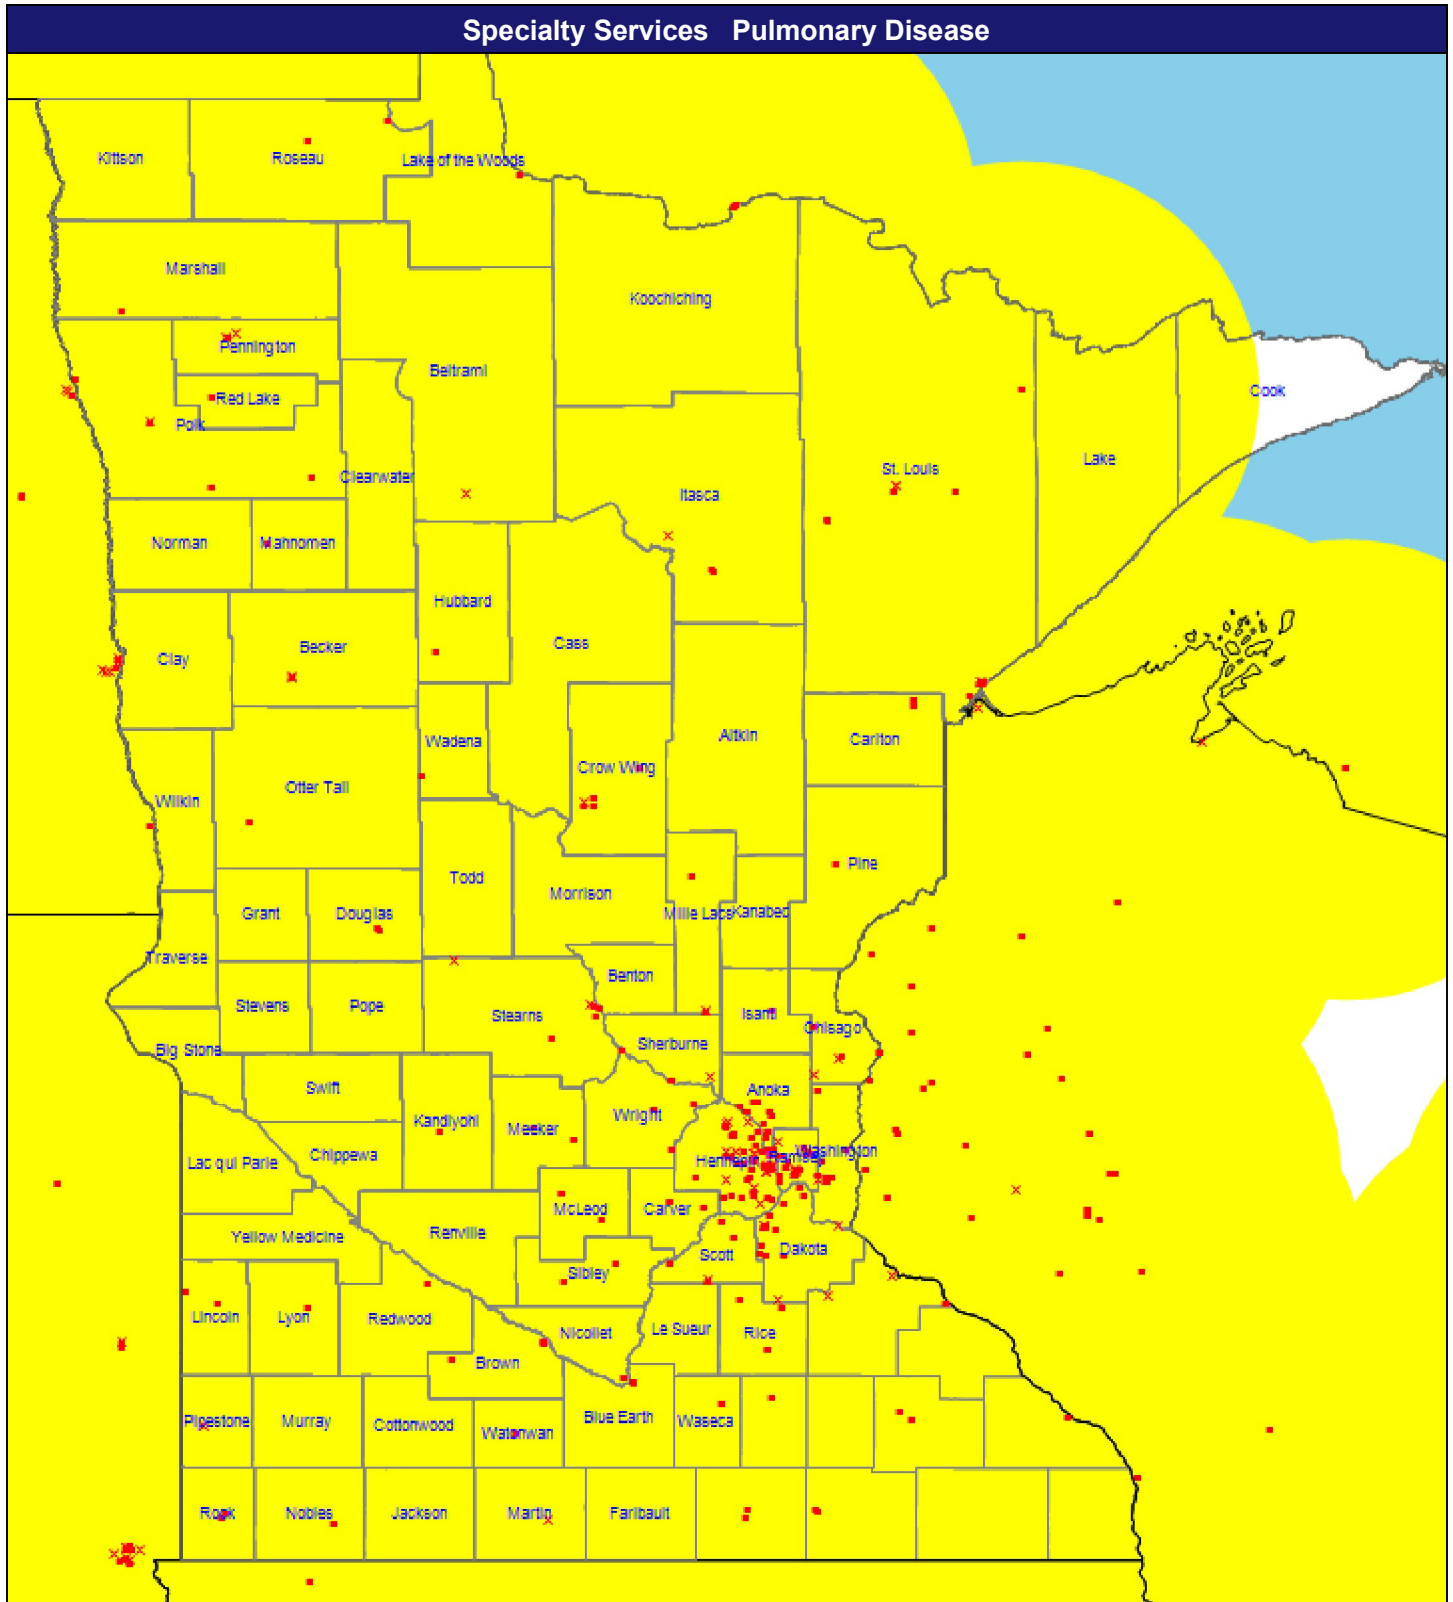 Specialty Services Pulmonary Disease
Kittson
Roseau
Lake of the Woods
Marshall
Koochiching
Pennington
Beltrami
Red Lake
Polk
Cook
Clearwater
St. Louis
Lake
Itasca
Norman
Mahnomen
Hubbard
Cass
Clay
Becker
Aitkin
Carlton
Wadena
Crow Wing
Otter Tail
Wilkin
Pine
Todd
Morrison
Grant
Douglas
Mille Lacs
Kanabec
Traverse
Benton
Stevens
Pope
Stearns
Isanti
Chisago
Sherburne
Big Stone
Swift
Anoka
Kandiyohi
Wright
Meeker
Lac qui Parle
Chippewa
Hennepin
Ramsey
Washington
McLeod
Carver
Yellow Medicine
Renville
Scott
Dakota
Sibley
Lincoln
Lyon
Redwood
Nicollet
Le Sueur
Rice
Brown
Pipestone
Murray
Cottonwood
Watonwan
Blue Earth
Waseca
Rock
Nobles
Jackson
Martin
Faribault